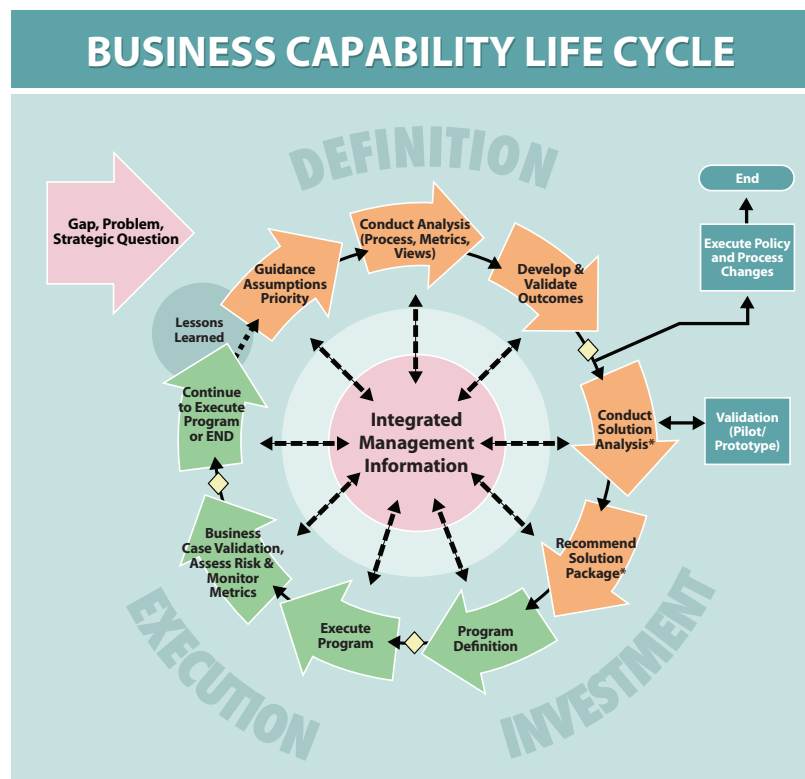 BUSINESS CAPABILITY LIFE CYCLE
DEFINITION
Gap, Problem,
Strategic Question
Guidance
Assumptions
Priority
Conduct Analysis
(Process, Metrics,
Views)
Develop &
Validate
Outcomes
End
Execute Policy
and Process
Changes
Lessons
Learned
Continue
to Execute
Program
or END
Integrated
Management
Information
Conduct
Solution
Analysis*
Validation
(Pilot/
Prototype)
Business
Case Validation,
Assess Risk &
Monitor
Metrics
Recommend
Solution
Package*
Execute
Program
Program
Definition
EXECUTION
INVESTMENT